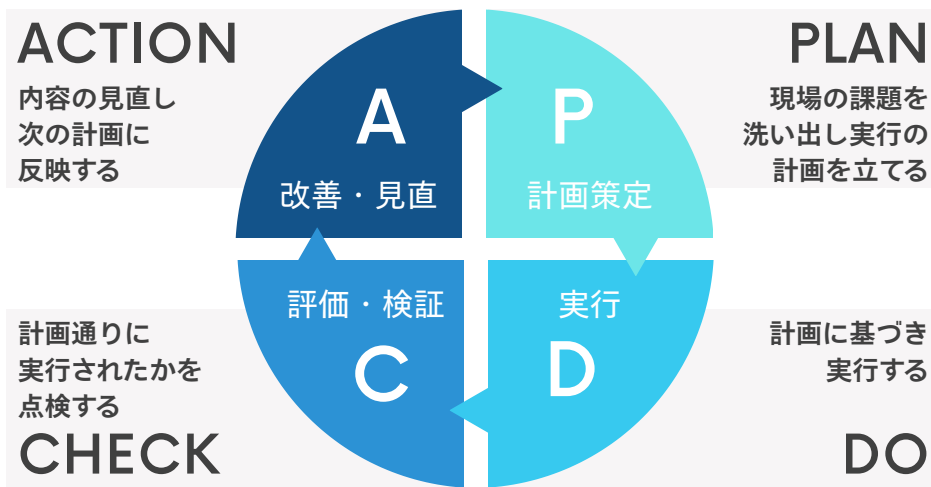 ACTION
内容の見直し
次の計画に
反映する
A
改善・見直
PLAN
現場の課題を
洗い出し実行の
計画を立てる
P
計画策定
評価・検証
C
計画通りに
実行されたかを
点検する
CHECK
実行
D
計画に基づき
実行する
DO